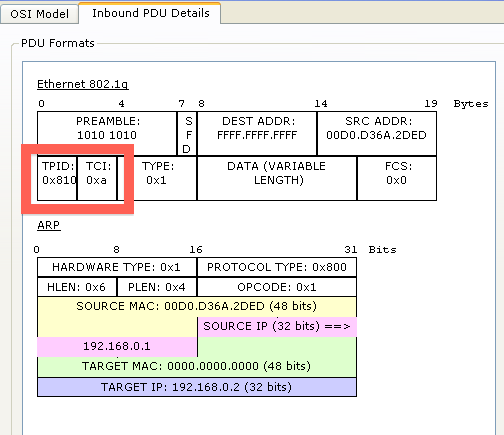 OSI Model Inbound PDU Details
PDU Formats
Ethernet 802.1q
0 4 7 8 14 19 Bytes
PREAMBLE: 1010 1010 SFD DEST ADDR: FFFF.FFFF.FFFF SRC ADDR: 00D0.D36A.2DED
TPID: 0x810 TCI: 0xa TYPE: 0x1 DATA (VARIABLE LENGTH) FCS: 0x0
ARP
0 8 16 31 Bits
HARDWARE TYPE: 0x1 PROTOCOL TYPE: 0x800
HLEN: 0x6 PLEN: 0x4 OPCODE: 0x1
SOURCE MAC: 00D0.D36A.2DED (48 bits)
SOURCE IP (32 bits) ==>
192.168.0.1
TARGET MAC: 0000.0000.0000 (48 bits)
TARGET IP: 192.168.0.2 (32 bits)